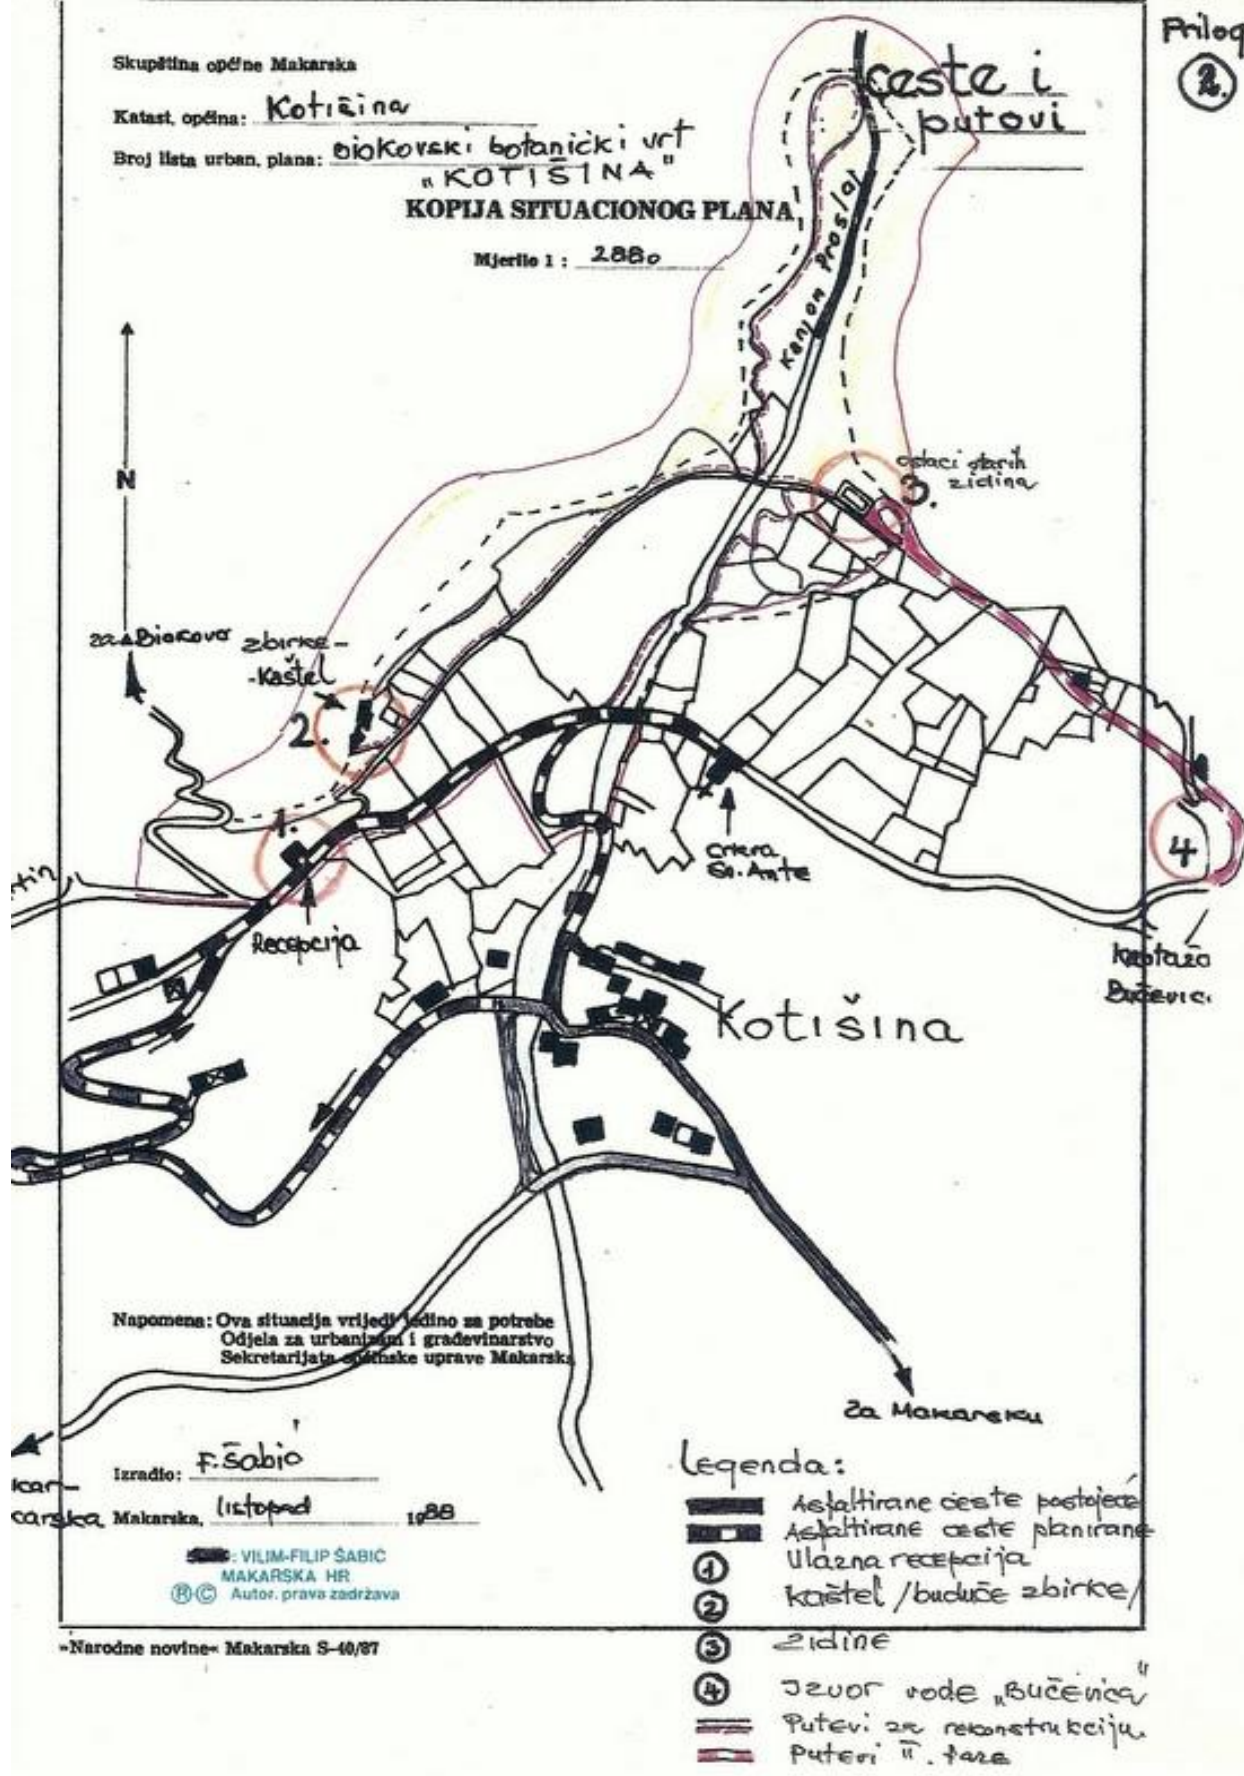 Prilog
2.
Skupština općine Makarska
Katast. općina: Kotišina
Broj lista urban. plana: Biokovski botanički vrt
"KOTIŠINA"
KOPIJA SITUACIONOG PLANA
Mjerilo 1 : 2880
ceste i
putovi
Kanjon Proslap
N
ostaci starih
zidina
3.
za Biokovo
zbirke-
-Kaštel
2.
1.
Recepcija
crkva
Sv. Ante
4
kaptaža
Bučevici
Kotišina
Napomena: Ova situacija vrijedi jedino za potrebe
Odjela za urbanizam i građevinarstvo
Sekretarijata općinske uprave Makarska
za Makarsku
Izradio: F. Šabić
Makarska, listopad 1988
: VILIM-FILIP ŠABIĆ
MAKARSKA HR
® © Autor. prava zadržava
»Narodne novine« Makarska S-40/87
Legenda:
Asfaltirane ceste postojeće
Asfaltirane ceste planirane
1 Ulazna recepcija
2 kaštel /buduće zbirke/
3 zidine
4 Izvor vode „Bučevica"
Putevi za rekonstrukciju
Putevi II. faze